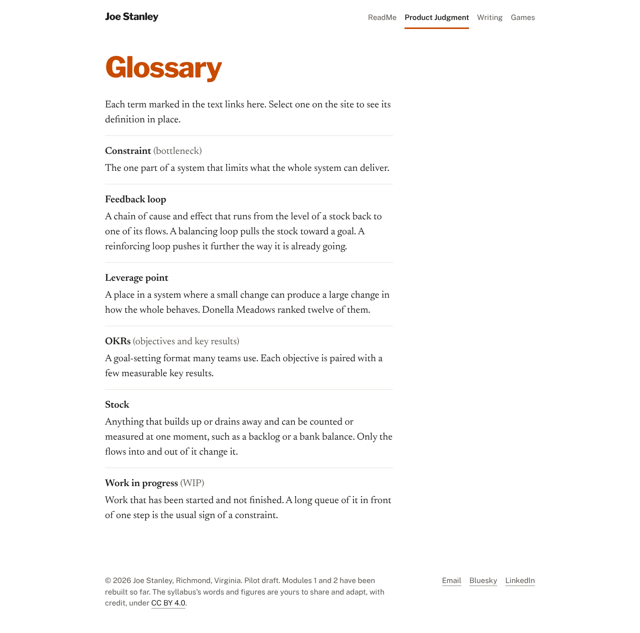 Joe Stanley
ReadMe Product Judgment Writing Games
Glossary
Each term marked in the text links here. Select one on the site to see its
definition in place.
Constraint (bottleneck)
The one part of a system that limits what the whole system can deliver.
Feedback loop
A chain of cause and effect that runs from the level of a stock back to
one of its flows. A balancing loop pulls the stock toward a goal. A
reinforcing loop pushes it further the way it is already going.
Leverage point
A place in a system where a small change can produce a large change in
how the whole behaves. Donella Meadows ranked twelve of them.
OKRs (objectives and key results)
A goal-setting format many teams use. Each objective is paired with a
few measurable key results.
Stock
Anything that builds up or drains away and can be counted or
measured at one moment, such as a backlog or a bank balance. Only the
flows into and out of it change it.
Work in progress (WIP)
Work that has been started and not finished. A long queue of it in front
of one step is the usual sign of a constraint.
© 2026 Joe Stanley, Richmond, Virginia. Pilot draft. Modules 1 and 2 have been
rebuilt so far. The syllabus's words and figures are yours to share and adapt, with
credit, under CC BY 4.0.
Email Bluesky LinkedIn